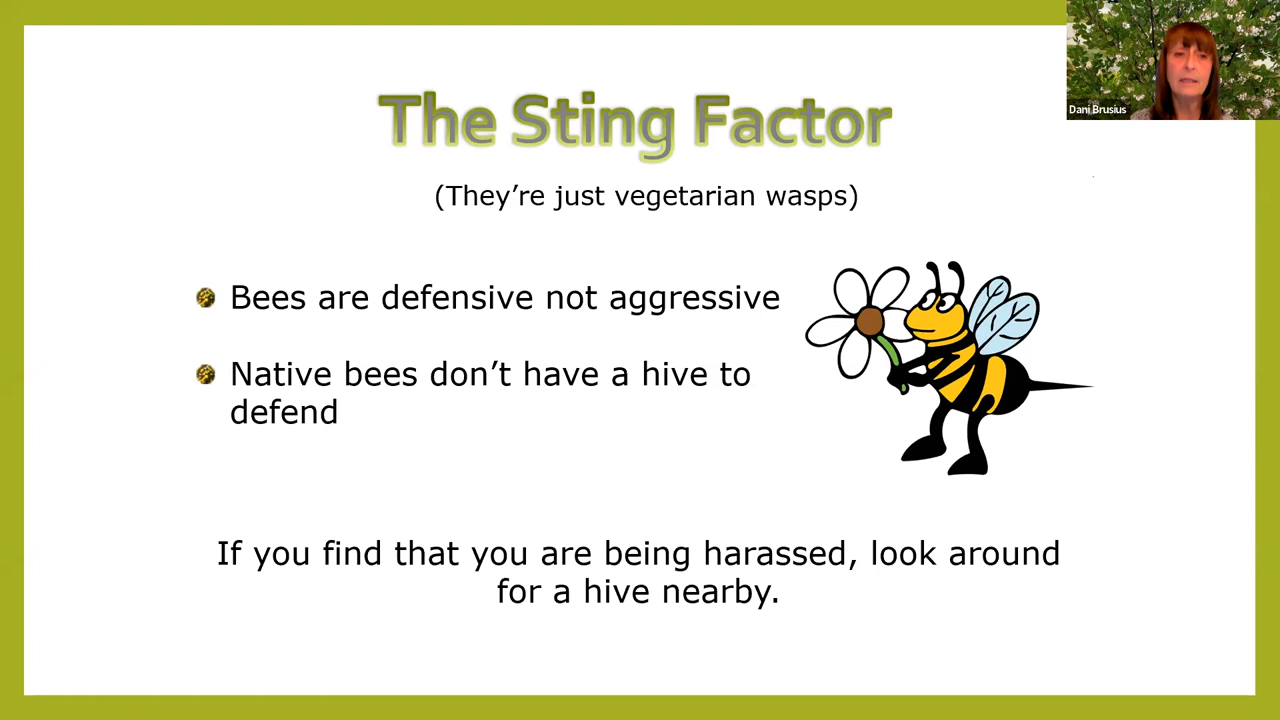 Dani Brusius
The Sting Factor
(They’re just vegetarian wasps)
Bees are defensive not aggressive
Native bees don’t have a hive to
defend
If you find that you are being harassed, look around
for a hive nearby.